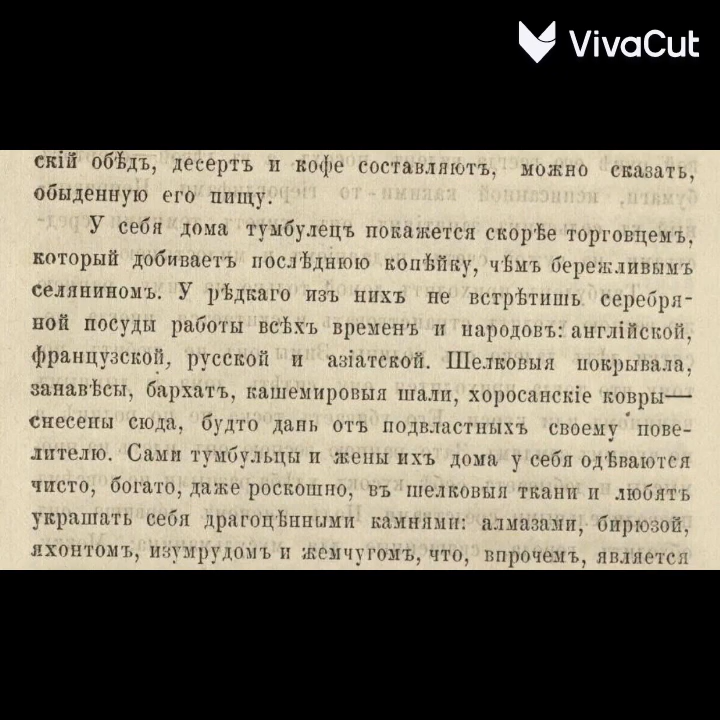 VivaCut
скій обѣдъ, десертъ и кофе составляютъ, можно сказать,
обыденную его пищу.
У себя дома тумбулецъ покажется скорѣе торговцемъ,
который добиваетъ послѣднюю копѣйку, чѣмъ бережливымъ
селяниномъ. У рѣдкаго изъ нихъ не встрѣтишь серебря-
ной посуды работы всѣхъ временъ и народовъ: англійской,
французской, русской и азіатской. Шелковыя покрывала,
занавѣсы, бархатъ, кашемировыя шали, хоросанскіе ковры—
снесены сюда, будто дань отъ подвластныхъ своему пове-
лителю. Сами тумбульцы и жены ихъ дома у себя одѣваются
чисто, богато, даже роскошно, въ шелковыя ткани и любятъ
украшать себя драгоцѣнными камнями: алмазами, бирюзой,
яхонтомъ, изумрудомъ и жемчугомъ, что, впрочемъ, является